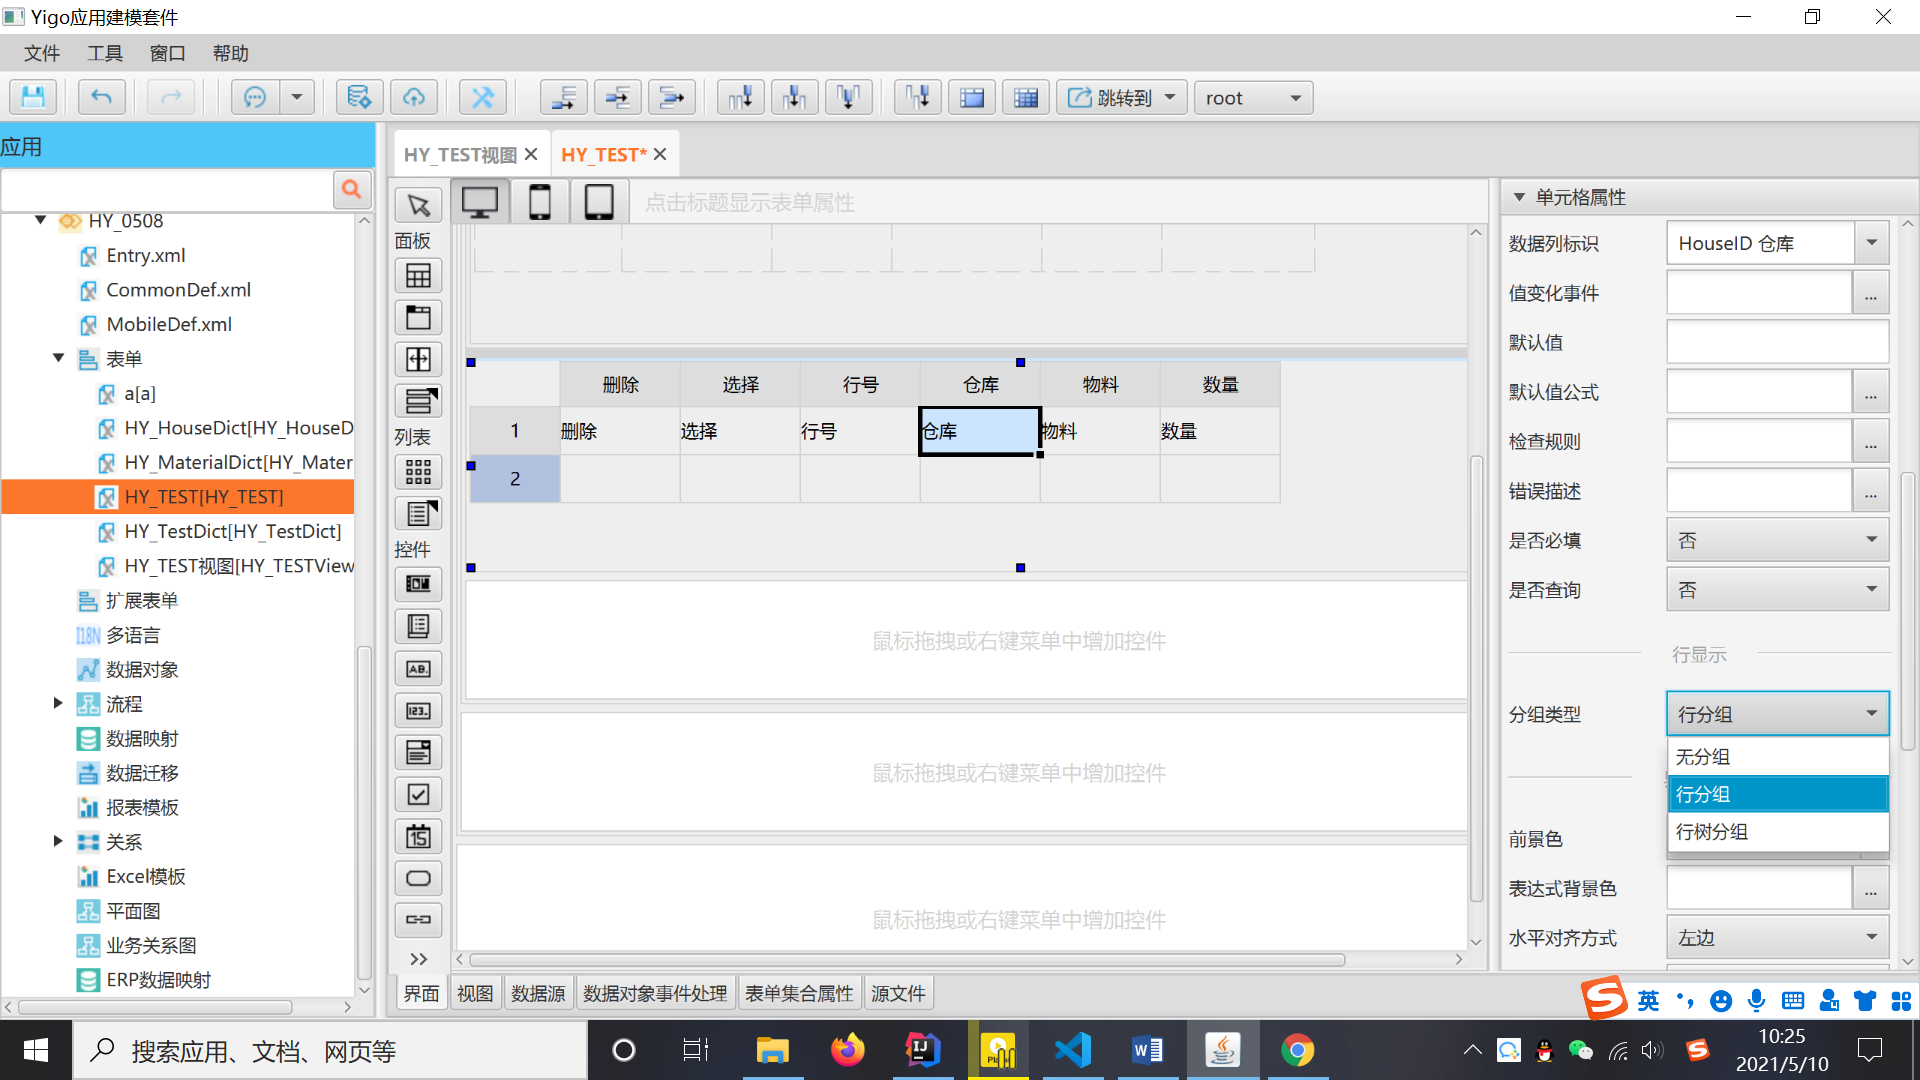 Yigo应用建模套件
文件 工具 窗口 帮助
跳转到 root
应用
HY_0508
Entry.xml
CommonDef.xml
MobileDef.xml
表单
a[a]
HY_HouseDict[HY_HouseD
HY_MaterialDict[HY_Mater
HY_TEST[HY_TEST]
HY_TestDict[HY_TestDict]
HY_TEST视图[HY_TESTView
扩展表单
I18N 多语言
数据对象
流程
数据映射
数据迁移
报表模板
关系
Excel模板
平面图
业务关系图
ERP数据映射
HY_TEST视图 HY_TEST*
点击标题显示表单属性
面板
列表
控件
AB.
123.
15
删除 选择 行号 仓库 物料 数量
1 删除 选择 行号 仓库 物料 数量
2
鼠标拖拽或右键菜单中增加控件
鼠标拖拽或右键菜单中增加控件
鼠标拖拽或右键菜单中增加控件
界面 视图 数据源 数据对象事件处理 表单集合属性 源文件
单元格属性
数据列标识 HouseID 仓库
值变化事件 ...
默认值
默认值公式 ...
检查规则 ...
错误描述 ...
是否必填 否
是否查询 否
行显示
分组类型 行分组
无分组
行分组
行树分组
前景色
表达式背景色 ...
水平对齐方式 左边
英
搜索应用、文档、网页等
10:25
2021/5/10